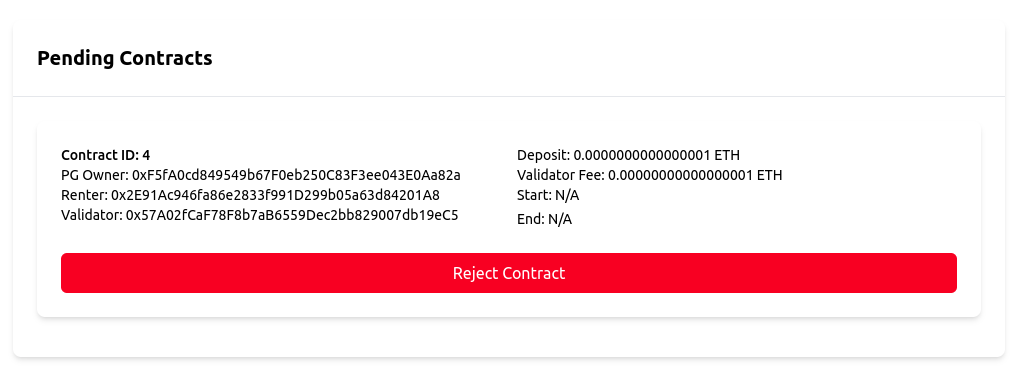 Pending Contracts
Contract ID: 4
PG Owner: 0xF5fA0cd849549b67F0eb250C83F3ee043E0Aa82a
Renter: 0x2E91Ac946fa86e2833f991D299b05a63d84201A8
Validator: 0x57A02fCaF78F8b7aB6559Dec2bb829007db19eC5
Deposit: 0.0000000000000001 ETH
Validator Fee: 0.00000000000000001 ETH
Start: N/A
End: N/A
Reject Contract